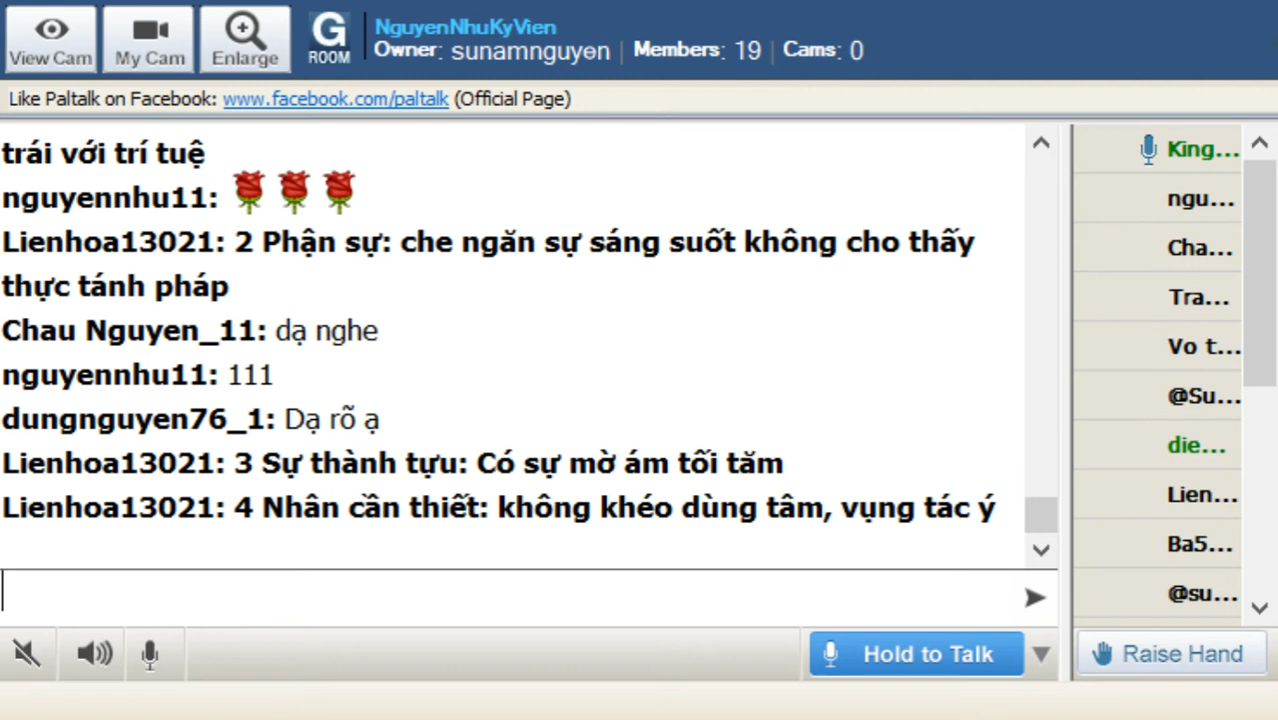 View Cam
My Cam
Enlarge
G
ROOM
NguyenNhuKyVien
Owner: sunamnguyen | Members: 19 | Cams: 0
Like Paltalk on Facebook: www.facebook.com/paltalk (Official Page)
trái với trí tuệ
nguyennhu11:
Lienhoa13021: 2 Phận sự: che ngăn sự sáng suốt không cho thấy
thực tánh pháp
Chau Nguyen_11: dạ nghe
nguyennhu11: 111
dungnguyen76_1: Dạ rõ ạ
Lienhoa13021: 3 Sự thành tựu: Có sự mờ ám tối tăm
Lienhoa13021: 4 Nhân cần thiết: không khéo dùng tâm, vụng tác ý
King...
ngu...
Cha...
Tra...
Vo t...
@Su...
die...
Lien...
Ba5...
@su...
Hold to Talk
Raise Hand